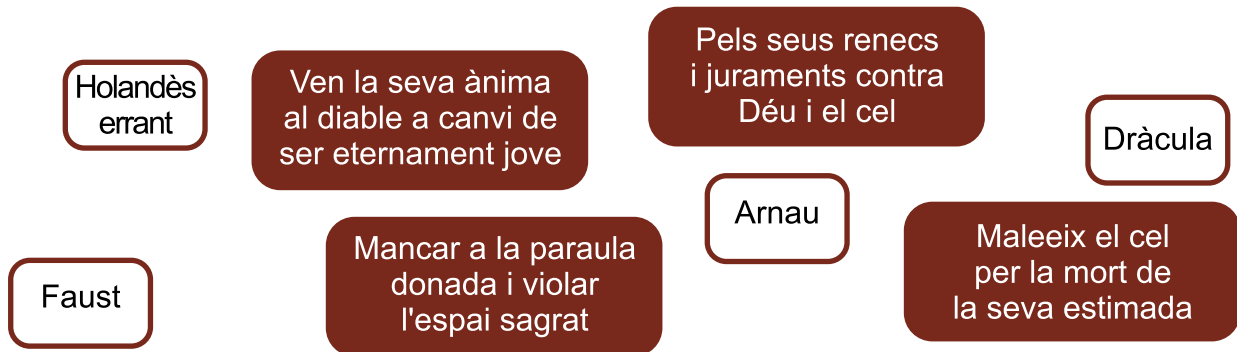 Holandès
errant
Ven la seva ànima
al diable a canvi de
ser eternament jove
Pels seus renecs
i juraments contra
Déu i el cel
Dràcula
Arnau
Mancar a la paraula
donada i violar
l'espai sagrat
Maleeix el cel
per la mort de
la seva estimada
Faust